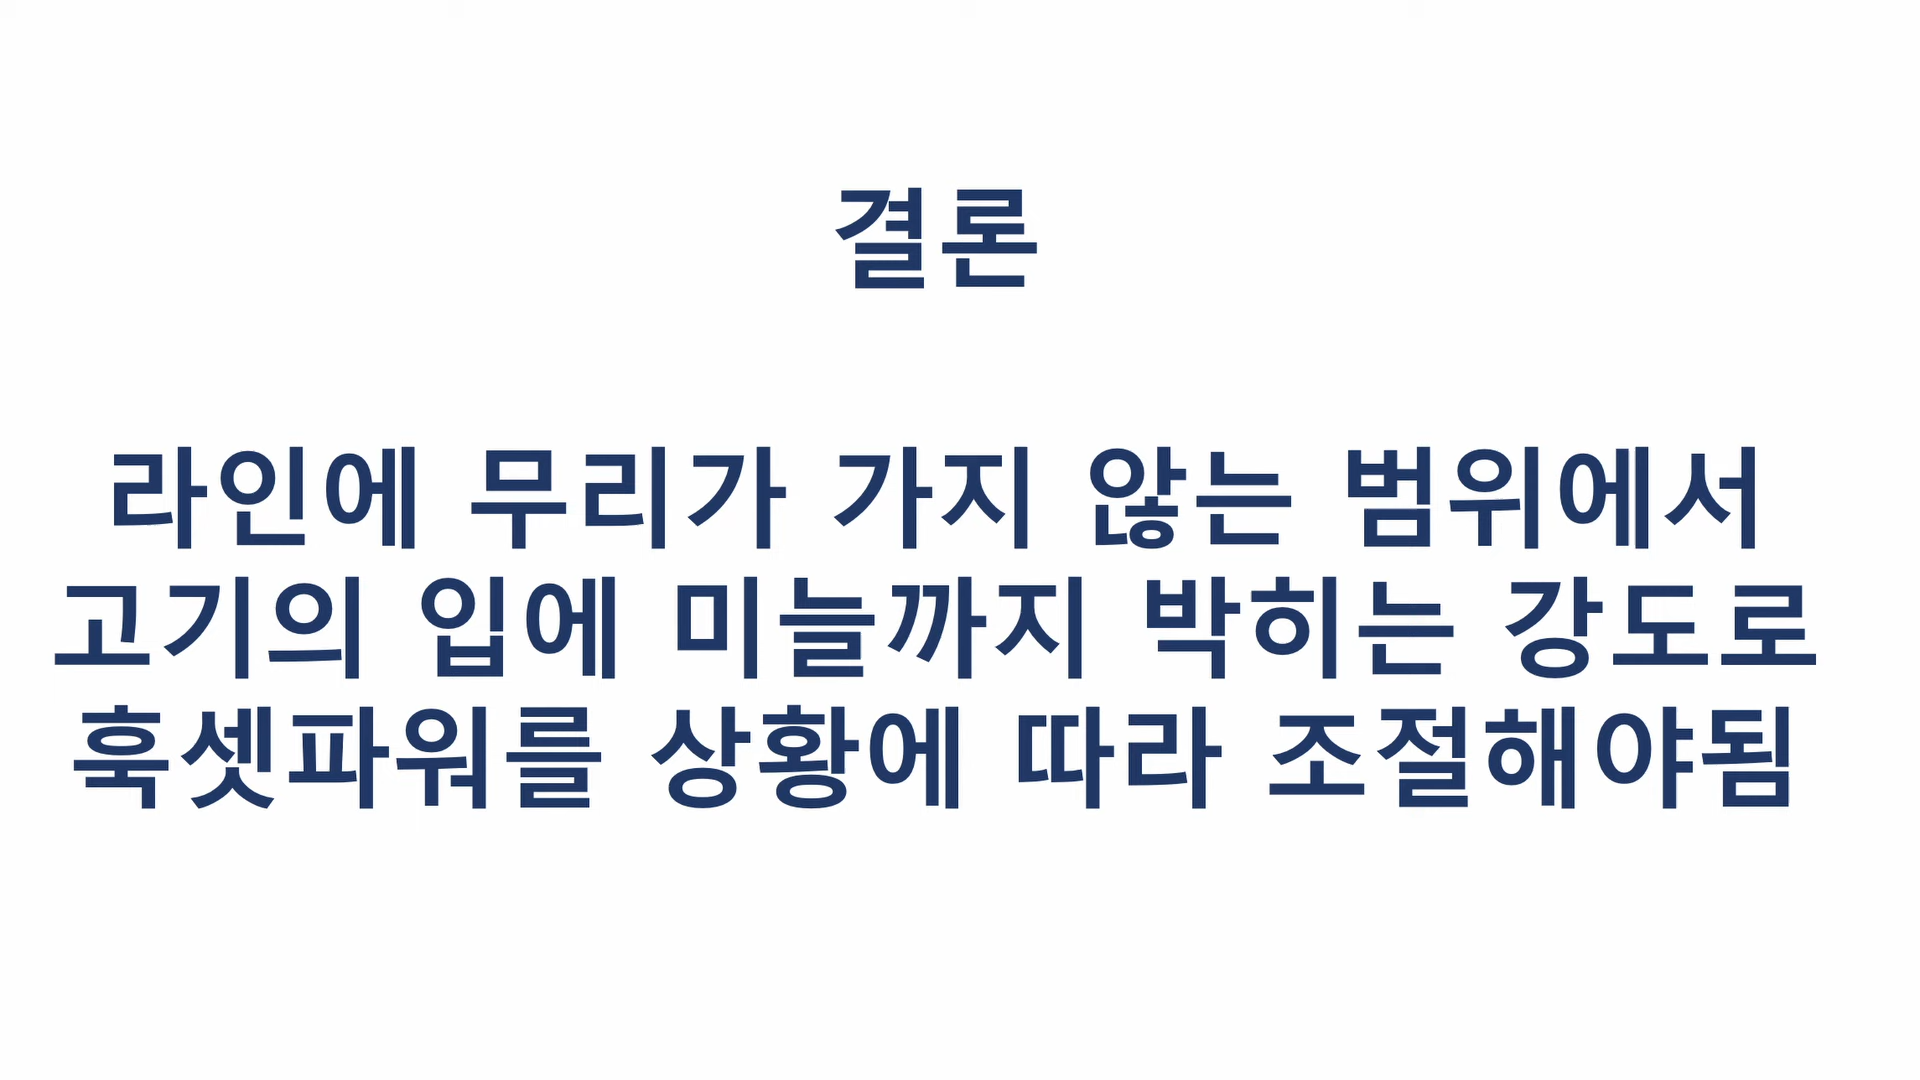 결론
라인에 무리가 가지 않는 범위에서
고기의 입에 미늘까지 박히는 강도로
훅셋파워를 상황에 따라 조절해야됨